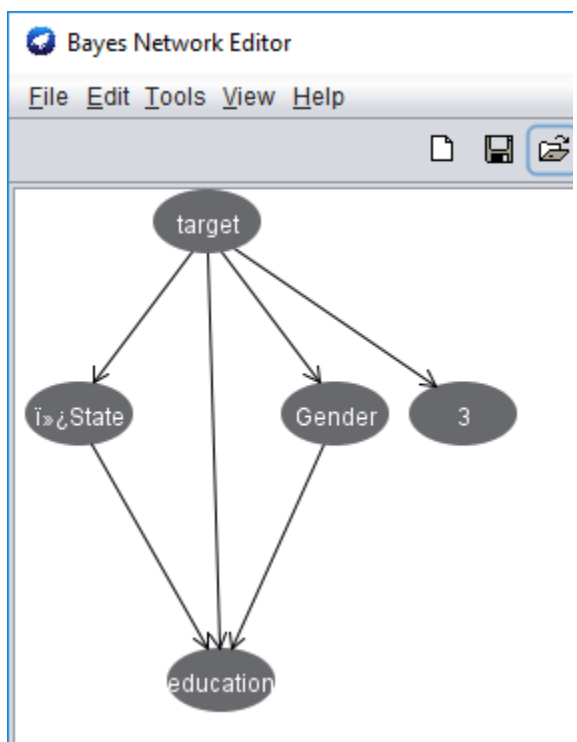 Bayes Network Editor
File Edit Tools View Help
target
ï»¿State
Gender
3
education